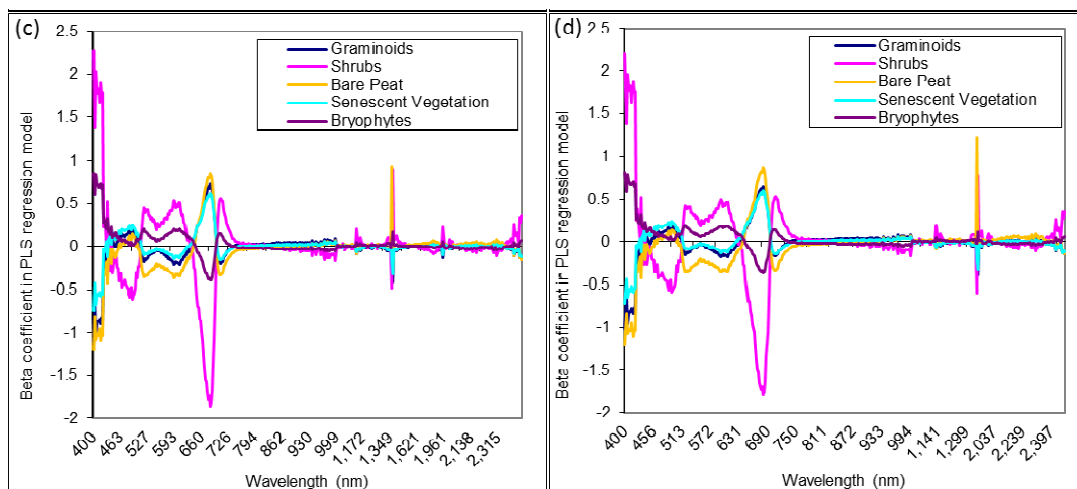 (c)
2.5
2
1.5
1
0.5
0
-0.5
-1
-1.5
-2
Beta coefficient in PLS regression model
Graminoids
Shrubs
Bare Peat
Senescent Vegetation
Bryophytes
400 463 527 593 660 726 794 862 930 999 1,172 1,349 1,621 1,961 2,138 2,315
Wavelength (nm)
(d)
2.5
2
1.5
1
0.5
0
-0.5
-1
-1.5
-2
Beta coefficient in PLS regression model
Graminoids
Shrubs
Bare Peat
Senescent Vegetation
Bryophytes
400 456 513 572 631 690 750 811 872 933 994 1,141 1,299 2,037 2,239 2,397
Wavelength (nm)